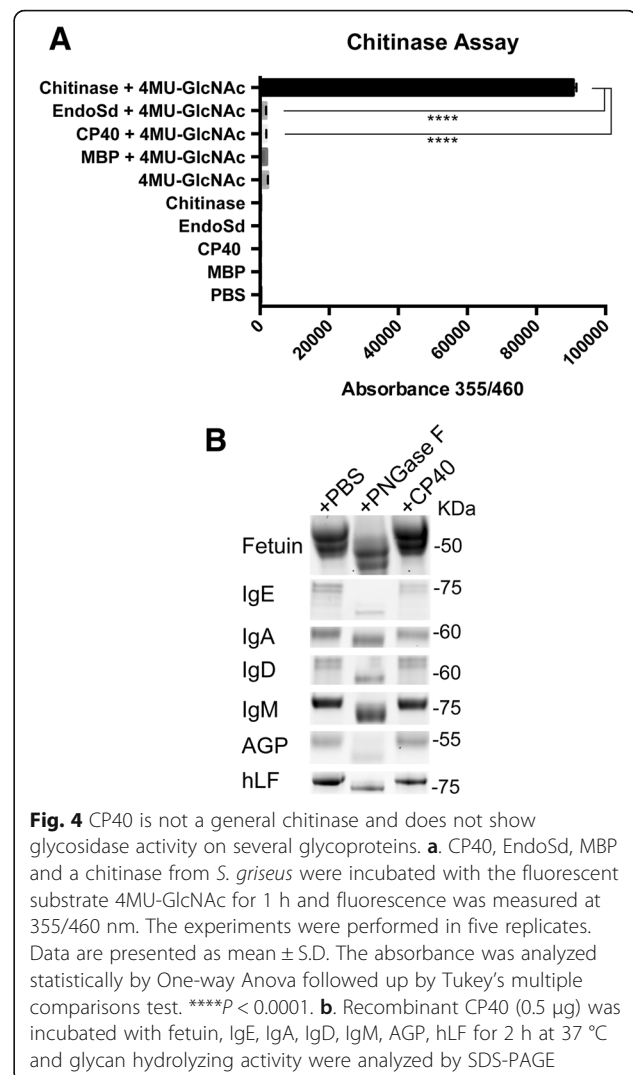 A
Chitinase Assay
Chitinase + 4MU-GlcNAc
EndoSd + 4MU-GlcNAc
CP40 + 4MU-GlcNAc
MBP + 4MU-GlcNAc
4MU-GlcNAc
Chitinase
EndoSd
CP40
MBP
PBS
****
****
0
20000
40000
60000
80000
100000
Absorbance 355/460
B
+PBS
+PNGase F
+CP40
KDa
Fetuin
-50
IgE
-75
IgA
-60
IgD
-60
IgM
-75
AGP
-55
hLF
-75
Fig. 4 CP40 is not a general chitinase and does not show
glycosidase activity on several glycoproteins. a. CP40, EndoSd, MBP
and a chitinase from S. griseus were incubated with the fluorescent
substrate 4MU-GlcNAc for 1 h and fluorescence was measured at
355/460 nm. The experiments were performed in five replicates.
Data are presented as mean ± S.D. The absorbance was analyzed
statistically by One-way Anova followed up by Tukey's multiple
comparisons test. ****P < 0.0001. b. Recombinant CP40 (0.5 μg) was
incubated with fetuin, IgE, IgA, IgD, IgM, AGP, hLF for 2 h at 37 °C
and glycan hydrolyzing activity were analyzed by SDS-PAGE